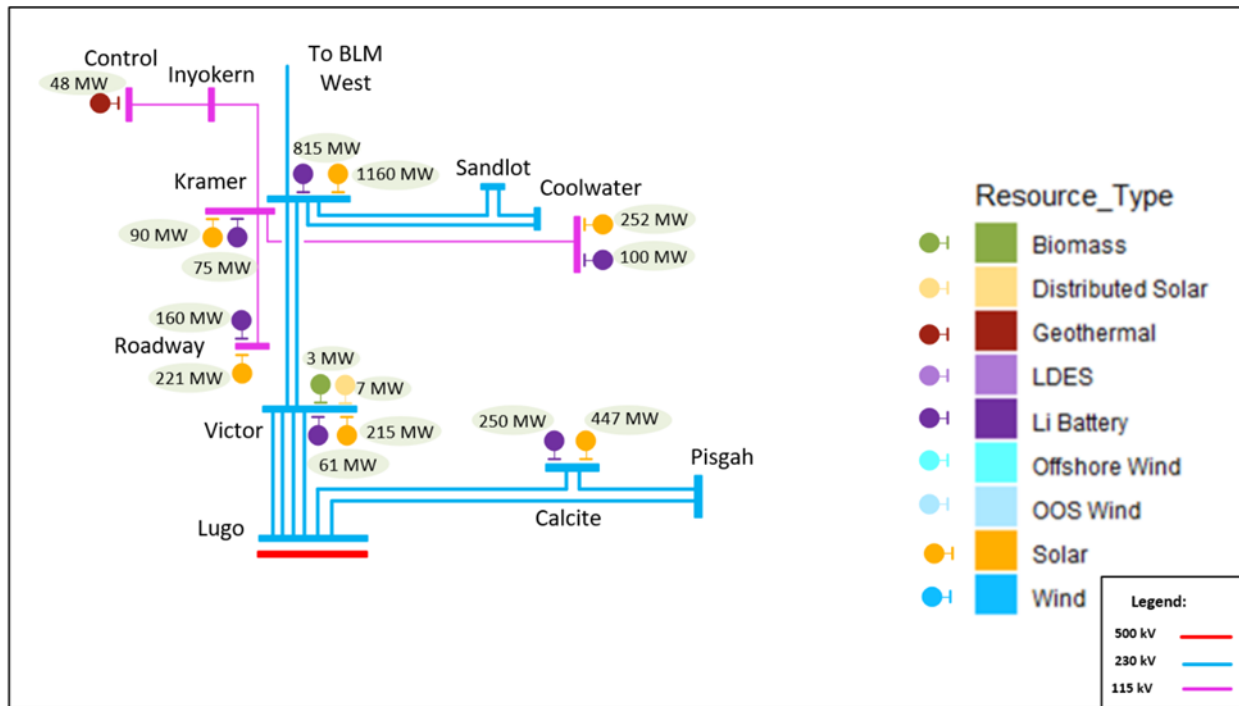 To BLM
West
Control
Inyokern
48 MW
815 MW
1160 MW
Sandlot
Coolwater
Kramer
252 MW
90 MW
75 MW
100 MW
160 MW
Roadway
221 MW
3 MW
7 MW
Victor
215 MW
61 MW
250 MW
447 MW
Pisgah
Calcite
Lugo
Resource_Type
Biomass
Distributed Solar
Geothermal
LDES
Li Battery
Offshore Wind
OOS Wind
Solar
Wind
Legend:
500 kV
230 kV
115 kV